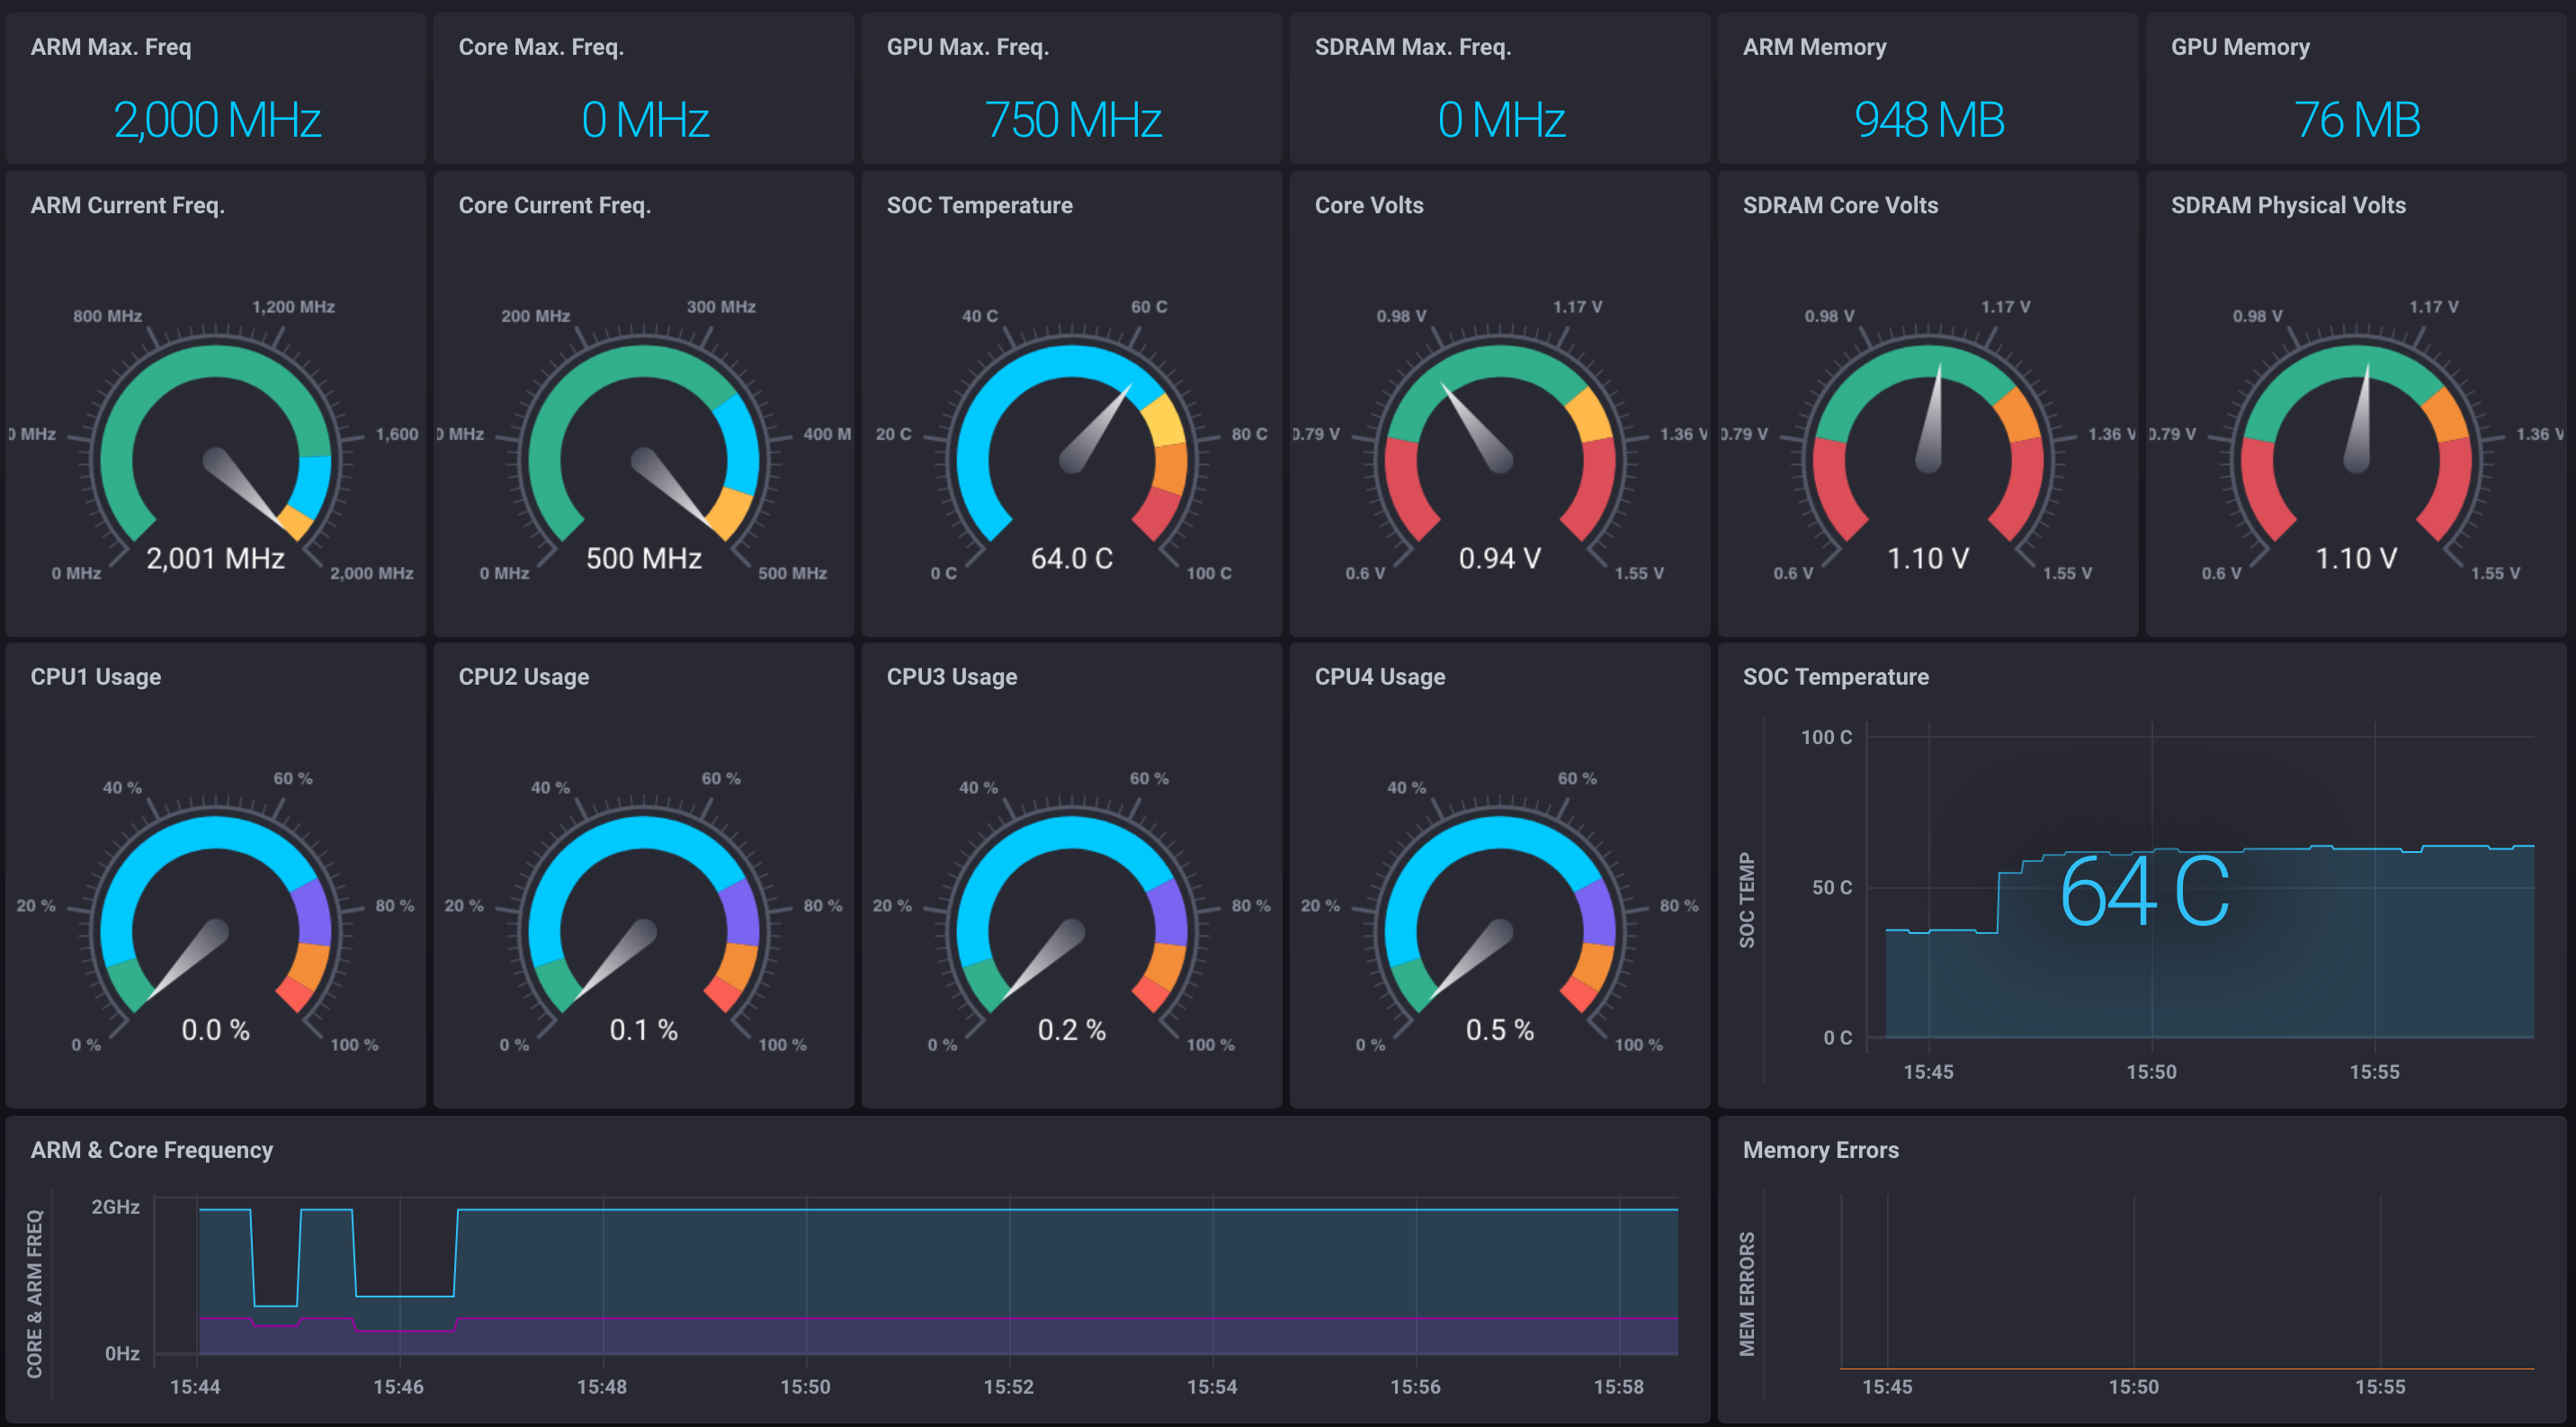 ARM Max. Freq
2,000 MHz
Core Max. Freq.
0 MHz
GPU Max. Freq.
750 MHz
SDRAM Max. Freq.
0 MHz
ARM Memory
948 MB
GPU Memory
76 MB
ARM Current Freq.
800 MHz
1,200 MHz
0 MHz
1,600
2,001 MHz
0 MHz
2,000 MHz
Core Current Freq.
200 MHz
300 MHz
0 MHz
400 M
500 MHz
0 MHz
500 MHz
SOC Temperature
40 C
60 C
20 C
80 C
64.0 C
0 C
100 C
Core Volts
0.98 V
1.17 V
0.79 V
1.36 V
0.94 V
0.6 V
1.55 V
SDRAM Core Volts
0.98 V
1.17 V
0.79 V
1.36 V
1.10 V
0.6 V
1.55 V
SDRAM Physical Volts
0.98 V
1.17 V
0.79 V
1.36 V
1.10 V
0.6 V
1.55 V
CPU1 Usage
40 %
60 %
20 %
80 %
0.0 %
0 %
100 %
CPU2 Usage
40 %
60 %
20 %
80 %
0.1 %
0 %
100 %
CPU3 Usage
40 %
60 %
20 %
80 %
0.2 %
0 %
100 %
CPU4 Usage
40 %
60 %
20 %
80 %
0.5 %
0 %
100 %
SOC Temperature
SOC TEMP
100 C
50 C
0 C
64 C
15:45
15:50
15:55
ARM & Core Frequency
CORE & ARM FREQ
2GHz
0Hz
15:44
15:46
15:48
15:50
15:52
15:54
15:56
15:58
Memory Errors
MEM ERRORS
15:45
15:50
15:55